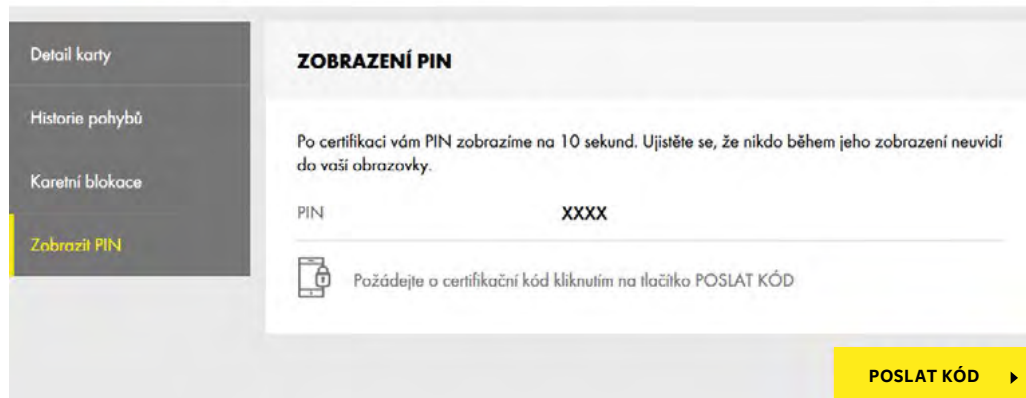 Detail karty
Historie pohybů
Karetní blokace
Zobrazit PIN
ZOBRAZENÍ PIN
Po certifikaci vám PIN zobrazíme na 10 sekund. Ujistěte se, že nikdo během jeho zobrazení neuvidí
do vaší obrazovky.
PIN XXXX
Požádejte o certifikační kód kliknutím na tlačítko POSLAT KÓD
POSLAT KÓD